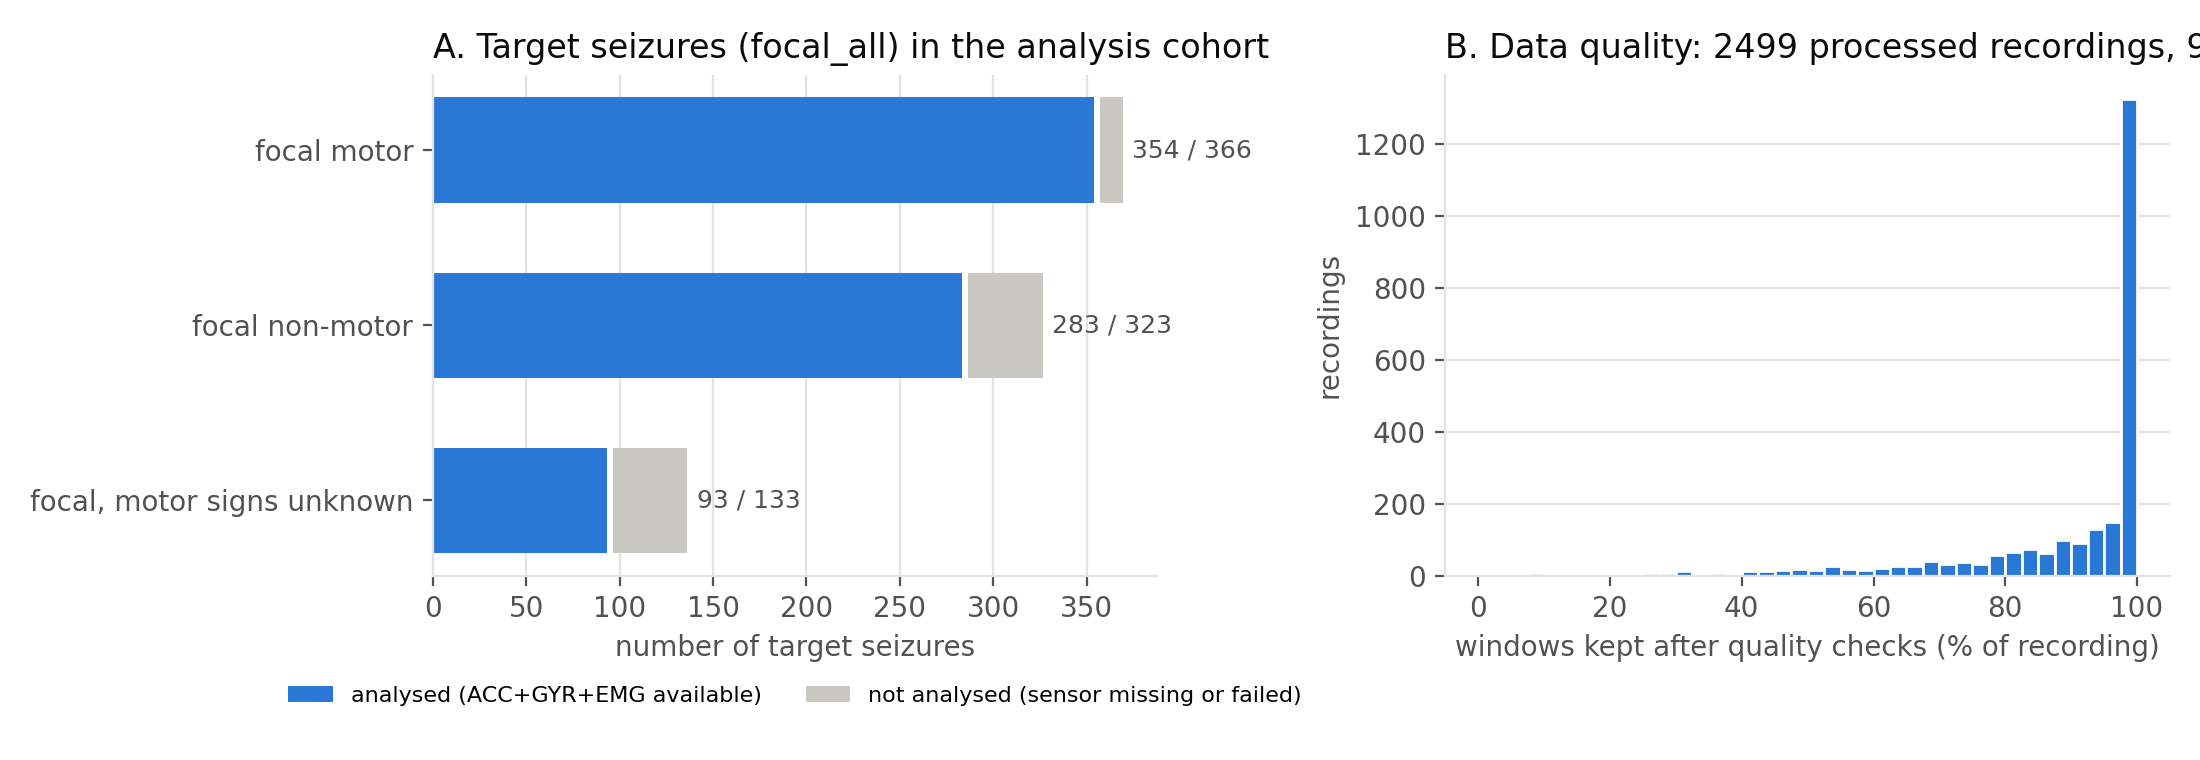 A. Target seizures (focal_all) in the analysis cohort
focal motor
354 / 366
focal non-motor
283 / 323
focal, motor signs unknown
93 / 133
0 50 100 150 200 250 300 350
number of target seizures
analysed (ACC+GYR+EMG available)
not analysed (sensor missing or failed)
B. Data quality: 2499 processed recordings, 9
recordings
1200
1000
800
600
400
200
0
0 20 40 60 80 100
windows kept after quality checks (% of recording)